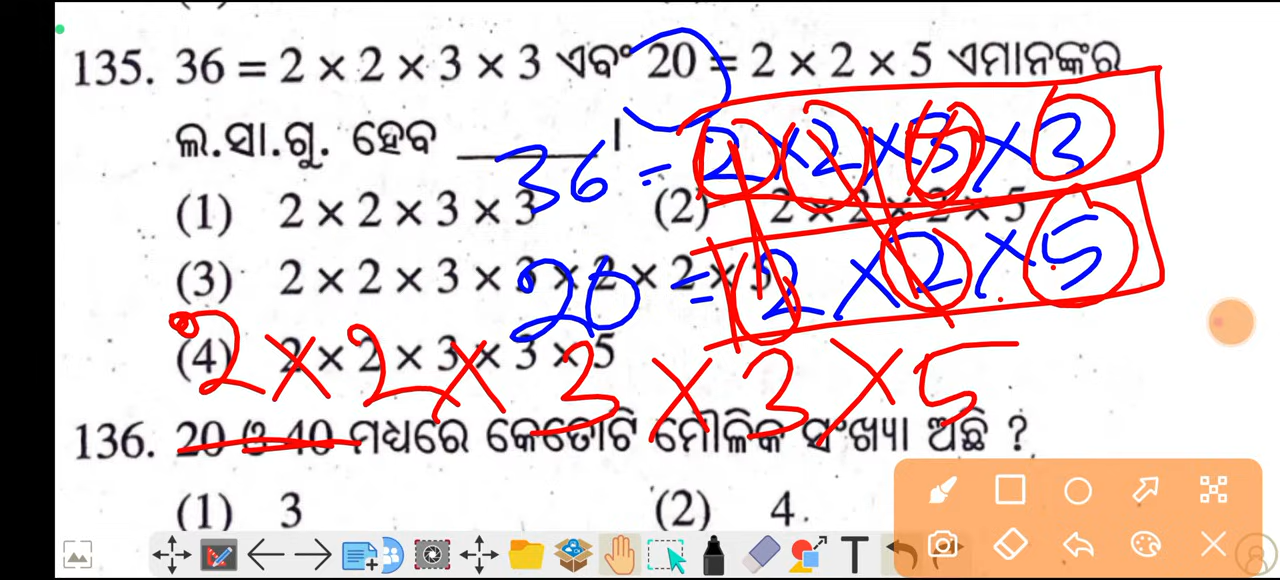 135. 36 = 2 × 2 × 3 × 3 ଏବଂ 20 = 2 × 2 × 5 ଏମାନଙ୍କର
ଲ.ସା.ଗୁ. ହେବ ______ ।
36 = 2 × 2 × 3 × 3
(1) 2 × 2 × 3 × 3 (2) 2 × 2 × 2 × 5
20 = 2 × 2 × 5
(3) 2 × 2 × 3 × 3 × 2 × 2 × 5
(4) 2 × 2 × 3 × 3 × 5
2 × 2 × 3 × 3 × 5
136. 20 ଓ 40 ମଧ୍ୟରେ କେତୋଟି ମୌଳିକ ସଂଖ୍ୟା ଅଛି ?
(1) 3 (2) 4.
T